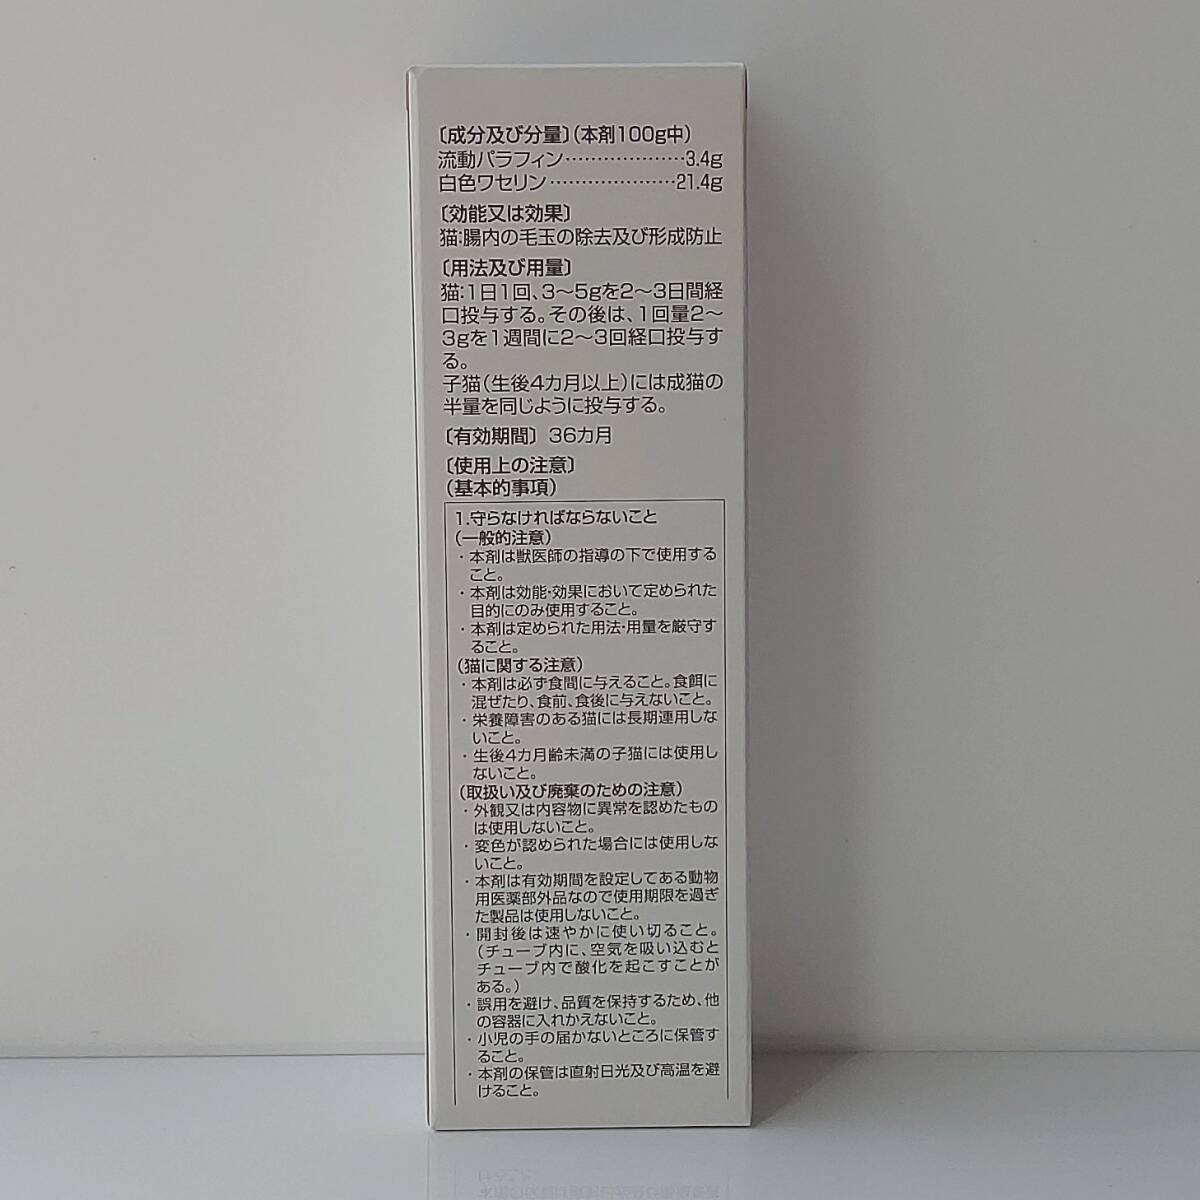 〔成分及び分量〕（本剤100g中）
流動パラフィン…………………3.4g
白色ワセリン…………………21.4g
〔効能又は効果〕
猫:腸内の毛玉の除去及び形成防止
〔用法及び用量〕
猫:1日1回、3〜5gを2〜3日間経
口投与する。その後は、1回量2〜
3gを1週間に2〜3回経口投与す
る。
子猫（生後4カ月以上）には成猫の
半量を同じように投与する。
〔有効期間〕 36カ月
〔使用上の注意〕
（基本的事項）
1.守らなければならないこと
（一般的注意）
・本剤は獣医師の指導の下で使用する
こと。
・本剤は効能・効果において定められた
目的にのみ使用すること。
・本剤は定められた用法・用量を厳守す
ること。
（猫に関する注意）
・本剤は必ず食間に与えること。食餌に
混ぜたり、食前、食後に与えないこと。
・栄養障害のある猫には長期連用しな
いこと。
・生後4カ月齢未満の子猫には使用し
ないこと。
（取扱い及び廃棄のための注意）
・外観又は内容物に異常を認めたもの
は使用しないこと。
・変色が認められた場合には使用しな
いこと。
・本剤は有効期間を設定してある動物
用医薬部外品なので使用期限を過ぎ
た製品は使用しないこと。
・開封後は速やかに使い切ること。
（チューブ内に、空気を吸い込むと
チューブ内で酸化を起こすことが
ある。）
・誤用を避け、品質を保持するため、他
の容器に入れかえないこと。
・小児の手の届かないところに保管す
ること。
・本剤の保管は直射日光及び高温を避
けること。